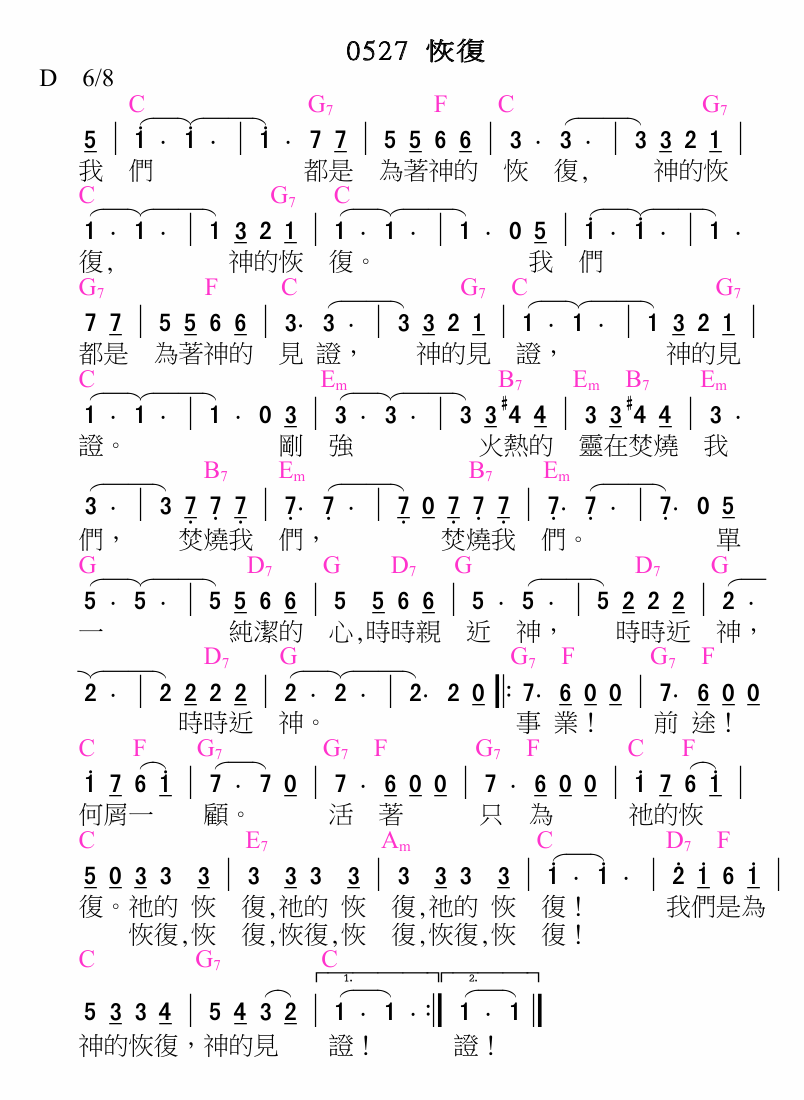 0527 恢復
D 6/8
C G7 F C G7
5 | 1 · 1 · | 1 · 7 7 | 5 5 6 6 | 3 · 3 · | 3 3 2 1 |
我 們 都是 為著神的 恢 復, 神的恢
C G7 C
1 · 1 · | 1 3 2 1 | 1 · 1 · | 1 · 0 5 | 1 · 1 · | 1 ·
復, 神的恢 復。 我 們
G7 F C G7 C G7
7 7 | 5 5 6 6 | 3· 3 · | 3 3 2 1 | 1 · 1 · | 1 3 2 1 |
都是 為著神的 見 證, 神的見 證, 神的見
C Em B7 Em B7 Em
1 · 1 · | 1 · 0 3 | 3 · 3 · | 3 3 #4 4 | 3 3 #4 4 | 3 ·
證。 剛 強 火熱的 靈在焚燒 我
B7 Em B7 Em
3 · | 3 7 7 7 | 7· 7 · | 7 0 7 7 7 | 7· 7 · | 7· 0 5
們, 焚燒我 們, 焚燒我 們。 單
G D7 G D7 G D7 G
5 · 5 · | 5 5 6 6 | 5 5 6 6 | 5 · 5 · | 5 2 2 2 | 2 ·
一 純潔的 心,時時親 近 神, 時時近 神,
D7 G G7 F G7 F
2 · | 2 2 2 2 | 2 · 2 · | 2· 2 0 |: 7· 6 0 0 | 7· 6 0 0
時時近 神。 事 業! 前 途!
C F G7 G7 F G7 F C F
1 7 6 1 | 7 · 7 0 | 7 · 6 0 0 | 7 · 6 0 0 | 1 7 6 1 |
何屑一 顧。 活 著 只 為 祂的恢
C E7 Am C D7 F
5 0 3 3 3 | 3 3 3 3 | 3 3 3 3 | 1 · 1 · | 2 1 6 1 |
復。祂的 恢 復,祂的 恢 復,祂的 恢 復! 我們是為
恢復,恢 復,恢復,恢 復,恢復,恢 復!
C G7 C
1. 2.
5 3 3 4 | 5 4 3 2 | 1 · 1 · :| 1 · 1 |
神的恢復,神的見 證! 證!